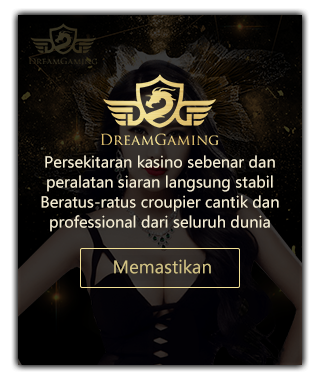 DREAMGAMING
DREAMGAMING
Persekitaran kasino sebenar dan
peralatan siaran langsung stabil
Beratus-ratus croupier cantik dan
professional dari seluruh dunia
Memastikan